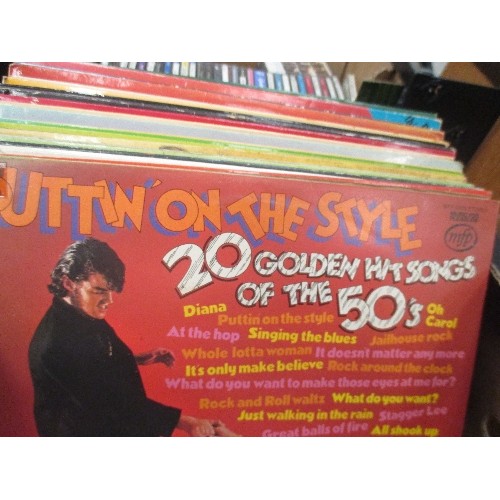 UTTIN' ON THE STYLE
mfp
20 GOLDEN HIT SONGS
OF THE 50's
Diana
Oh
Carol
Puttin on the style
At the hop Singing the blues Jailhouse rock
Whole lotta woman It doesn't matter any more
It's only make believe Rock around the clock
What do you want to make those eyes at me for?
Rock and Roll waltz What do you want?
Just walking in the rain Stagger Lee
Great balls of fire All shook up